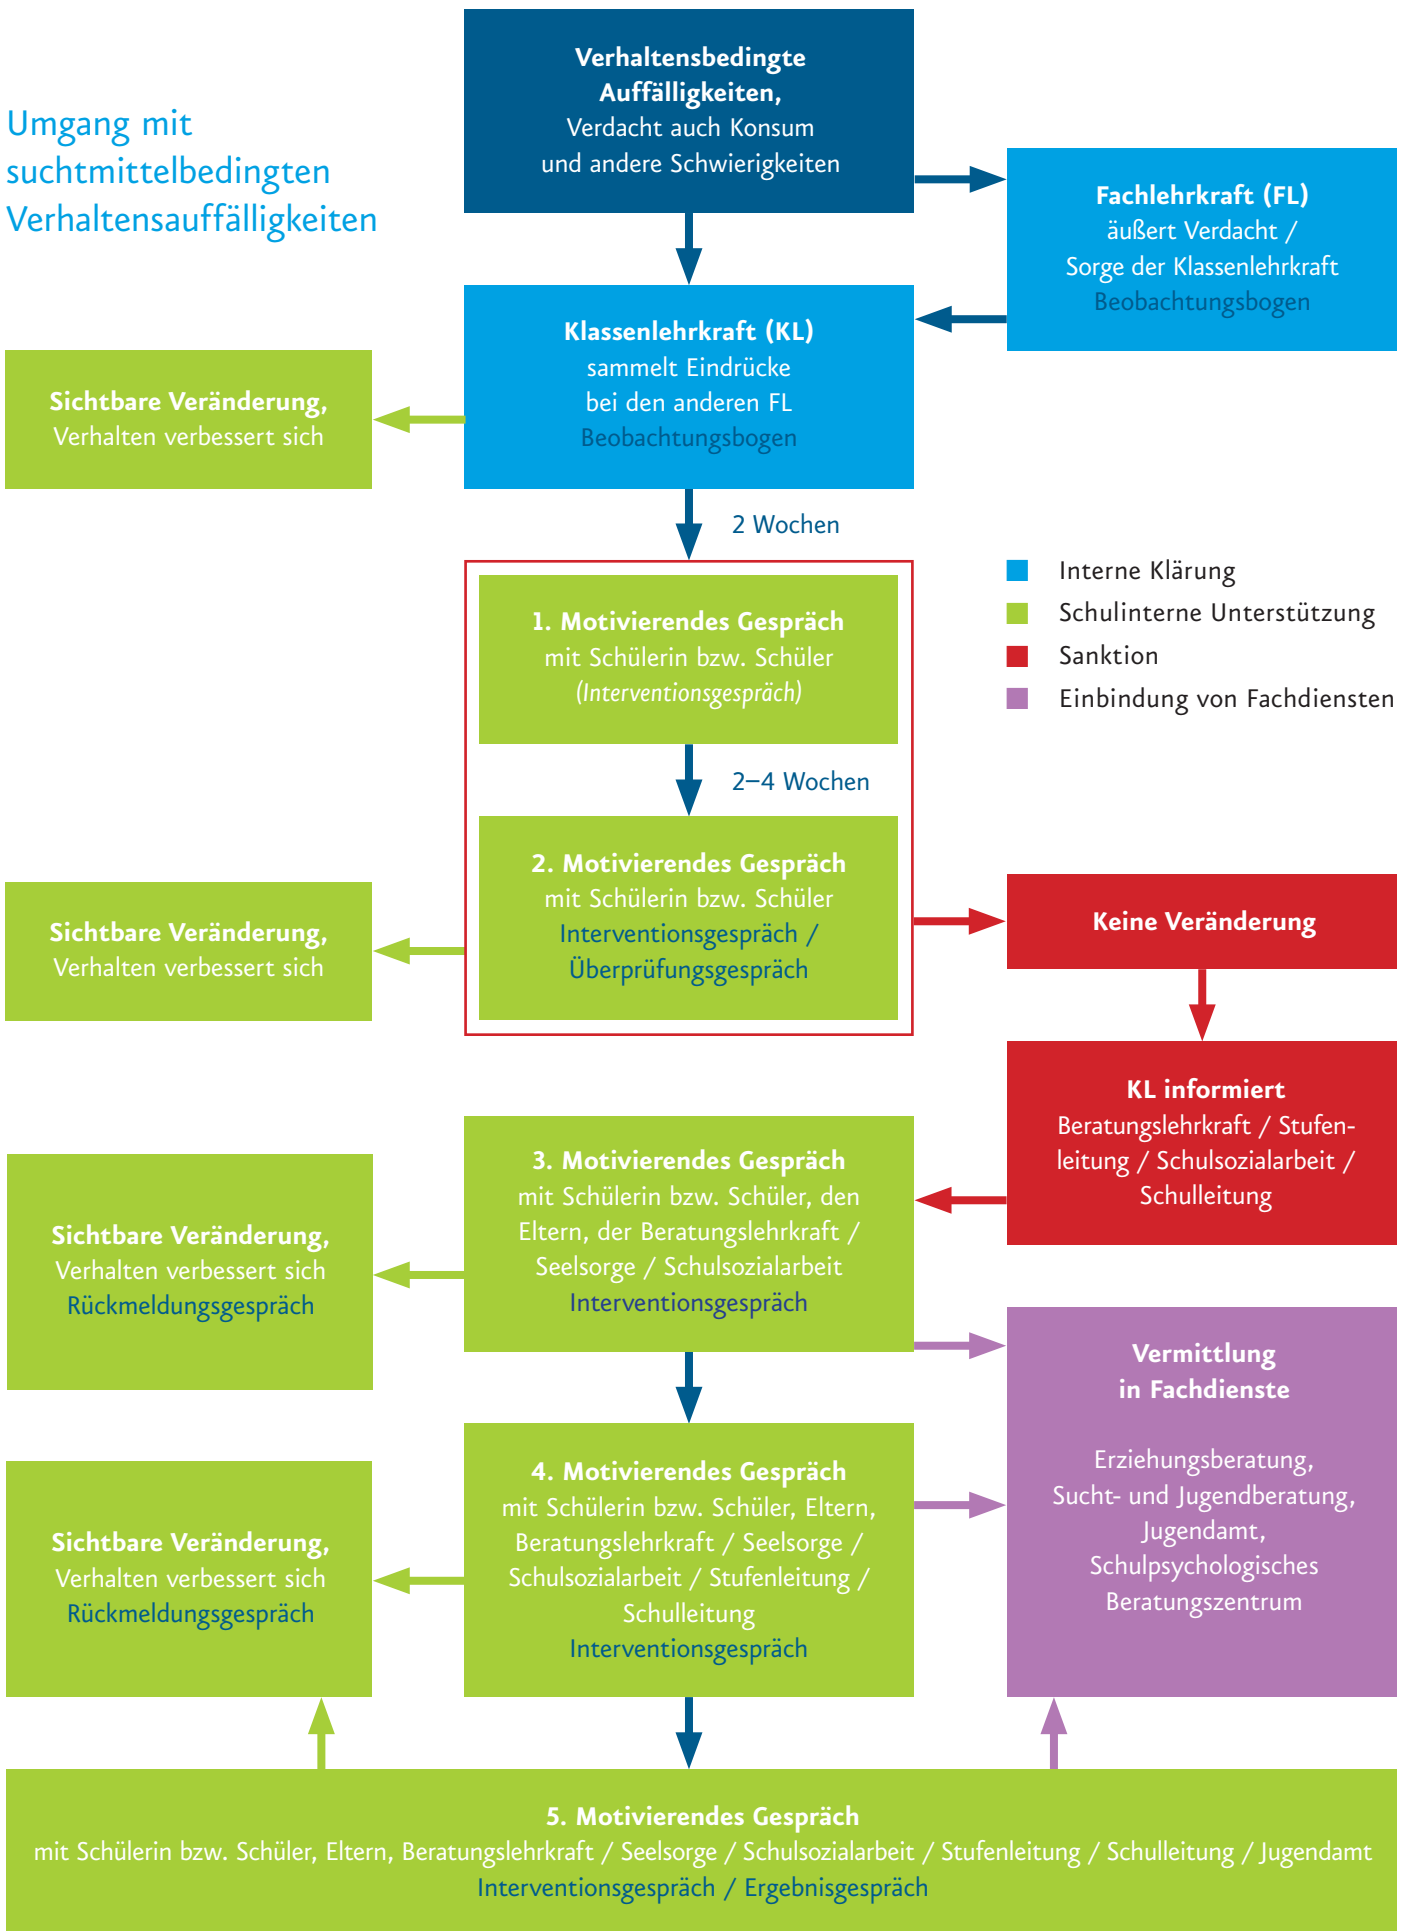 Umgang mit
suchtmittelbedingten
Verhaltensauffälligkeiten
Verhaltensbedingte
Auffälligkeiten,
Verdacht auch Konsum
und andere Schwierigkeiten
Fachlehrkraft (FL)
äußert Verdacht /
Sorge der Klassenlehrkraft
Beobachtungsbogen
Klassenlehrkraft (KL)
sammelt Eindrücke
bei den anderen FL
Beobachtungsbogen
Sichtbare Veränderung,
Verhalten verbessert sich
2 Wochen
Interne Klärung
Schulinterne Unterstützung
Sanktion
Einbindung von Fachdiensten
1. Motivierendes Gespräch
mit Schülerin bzw. Schüler
(Interventionsgespräch)
2–4 Wochen
2. Motivierendes Gespräch
mit Schülerin bzw. Schüler
Interventionsgespräch /
Überprüfungsgespräch
Sichtbare Veränderung,
Verhalten verbessert sich
Keine Veränderung
KL informiert
Beratungslehrkraft / Stufen-
leitung / Schulsozialarbeit /
Schulleitung
3. Motivierendes Gespräch
mit Schülerin bzw. Schüler, den
Eltern, der Beratungslehrkraft /
Seelsorge / Schulsozialarbeit
Interventionsgespräch
Sichtbare Veränderung,
Verhalten verbessert sich
Rückmeldungsgespräch
Vermittlung
in Fachdienste
Erziehungsberatung,
Sucht- und Jugendberatung,
Jugendamt,
Schulpsychologisches
Beratungszentrum
4. Motivierendes Gespräch
mit Schülerin bzw. Schüler, Eltern,
Beratungslehrkraft / Seelsorge /
Schulsozialarbeit / Stufenleitung /
Schulleitung
Interventionsgespräch
Sichtbare Veränderung,
Verhalten verbessert sich
Rückmeldungsgespräch
5. Motivierendes Gespräch
mit Schülerin bzw. Schüler, Eltern, Beratungslehrkraft / Seelsorge / Schulsozialarbeit / Stufenleitung / Schulleitung / Jugendamt
Interventionsgespräch / Ergebnisgespräch